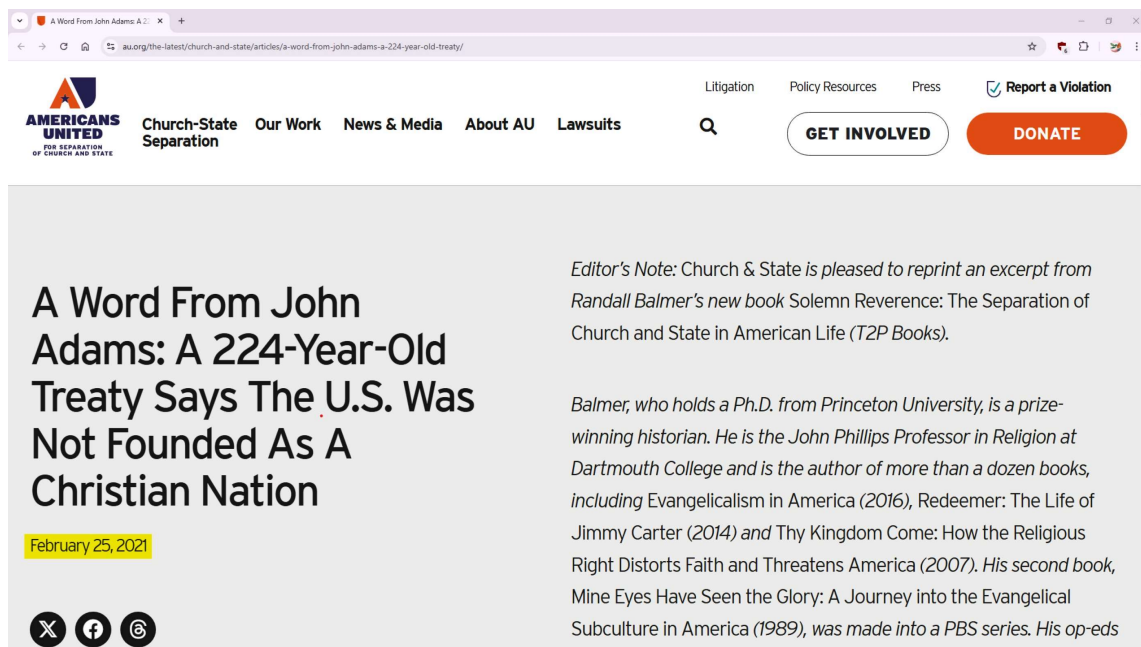 A Word From John Adams: A 22
au.org/the-latest/church-and-state/articles/a-word-from-john-adams-a-224-year-old-treaty/
Litigation Policy Resources Press Report a Violation
AMERICANS
UNITED
FOR SEPARATION
OF CHURCH AND STATE
Church-State
Separation
Our Work News & Media About AU Lawsuits
GET INVOLVED
DONATE
A Word From John
Adams: A 224-Year-Old
Treaty Says The U.S. Was
Not Founded As A
Christian Nation
February 25, 2021
Editor's Note: Church & State is pleased to reprint an excerpt from
Randall Balmer's new book Solemn Reverence: The Separation of
Church and State in American Life (T2P Books).
Balmer, who holds a Ph.D. from Princeton University, is a prize-
winning historian. He is the John Phillips Professor in Religion at
Dartmouth College and is the author of more than a dozen books,
including Evangelicalism in America (2016), Redeemer: The Life of
Jimmy Carter (2014) and Thy Kingdom Come: How the Religious
Right Distorts Faith and Threatens America (2007). His second book,
Mine Eyes Have Seen the Glory: A Journey into the Evangelical
Subculture in America (1989), was made into a PBS series. His op-eds